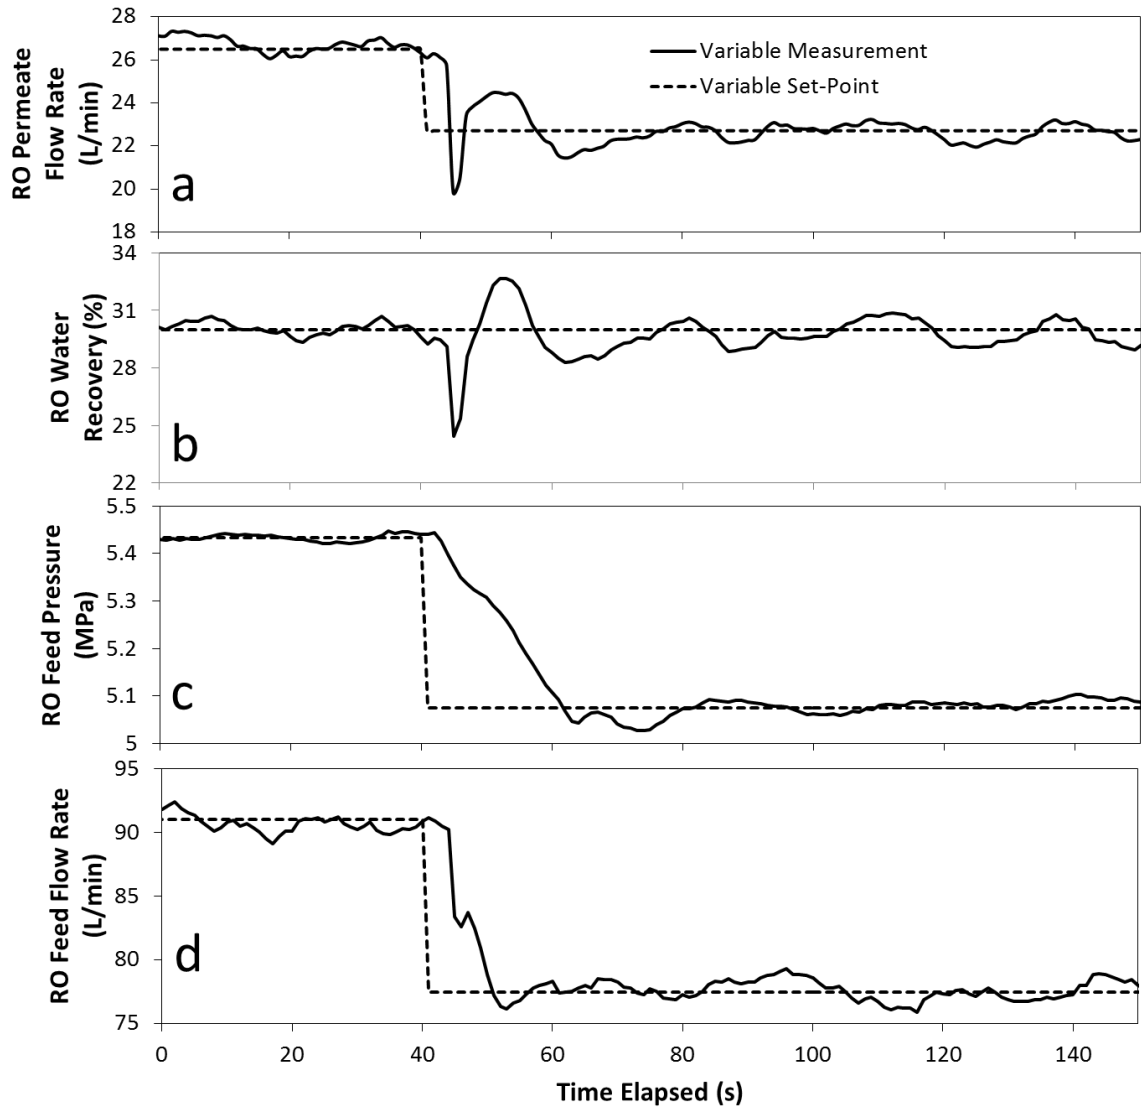 RO Permeate
Flow Rate
(L/min)
28
26
24
22
20
18
Variable Measurement
Variable Set-Point
a
RO Water
Recovery (%)
34
31
28
25
22
b
RO Feed Pressure
(MPa)
5.5
5.4
5.3
5.2
5.1
5
c
RO Feed Flow Rate
(L/min)
95
90
85
80
75
d
0 20 40 60 80 100 120 140
Time Elapsed (s)